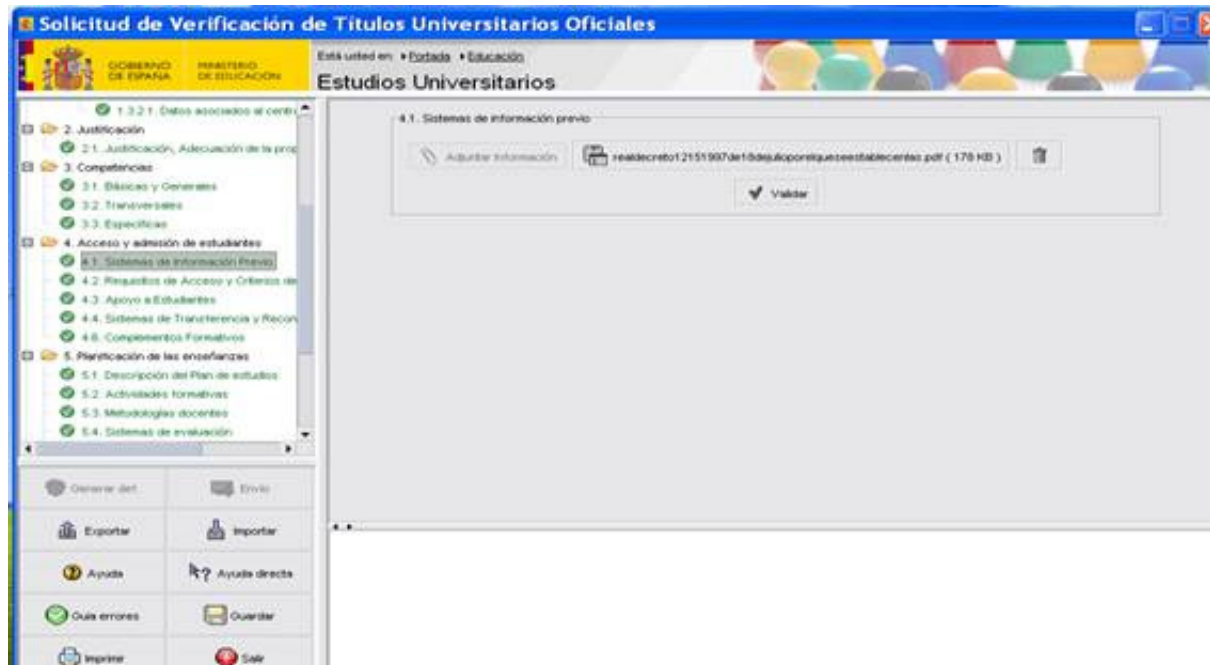 Solicitud de Verificación de Títulos Universitarios Oficiales
GOBIERNO DE ESPAÑA
MINISTERIO DE EDUCACIÓN
Está usted en: Portada Educación
Estudios Universitarios
1.3.2.1. Datos asociados al centr
2. Justificación
2.1. Justificación, Adecuación de la prop
3. Competencias
3.1. Básicas y Generales
3.2. Transversales
3.3. Específicas
4. Acceso y admisión de estudiantes
4.1. Sistemas de Información Previo
4.2. Requisitos de Acceso y Criterios de
4.3. Apoyo a Estudiantes
4.4. Sistemas de Transferencia y Recon
4.6. Complementos Formativos
5. Planificación de las enseñanzas
5.1. Descripción del Plan de estudios
5.2. Actividades formativas
5.3. Metodologías docentes
5.4. Sistemas de evaluación
Generar def.
Envío
Exportar
Importar
Ayuda
Ayuda directa
Guía errores
Guardar
Imprimir
Salir
4.1. Sistemas de información previo
Adjuntar Información
realdecreto12151997de18dejulioporelqueseestablecenlas.pdf ( 178 KB )
Validar